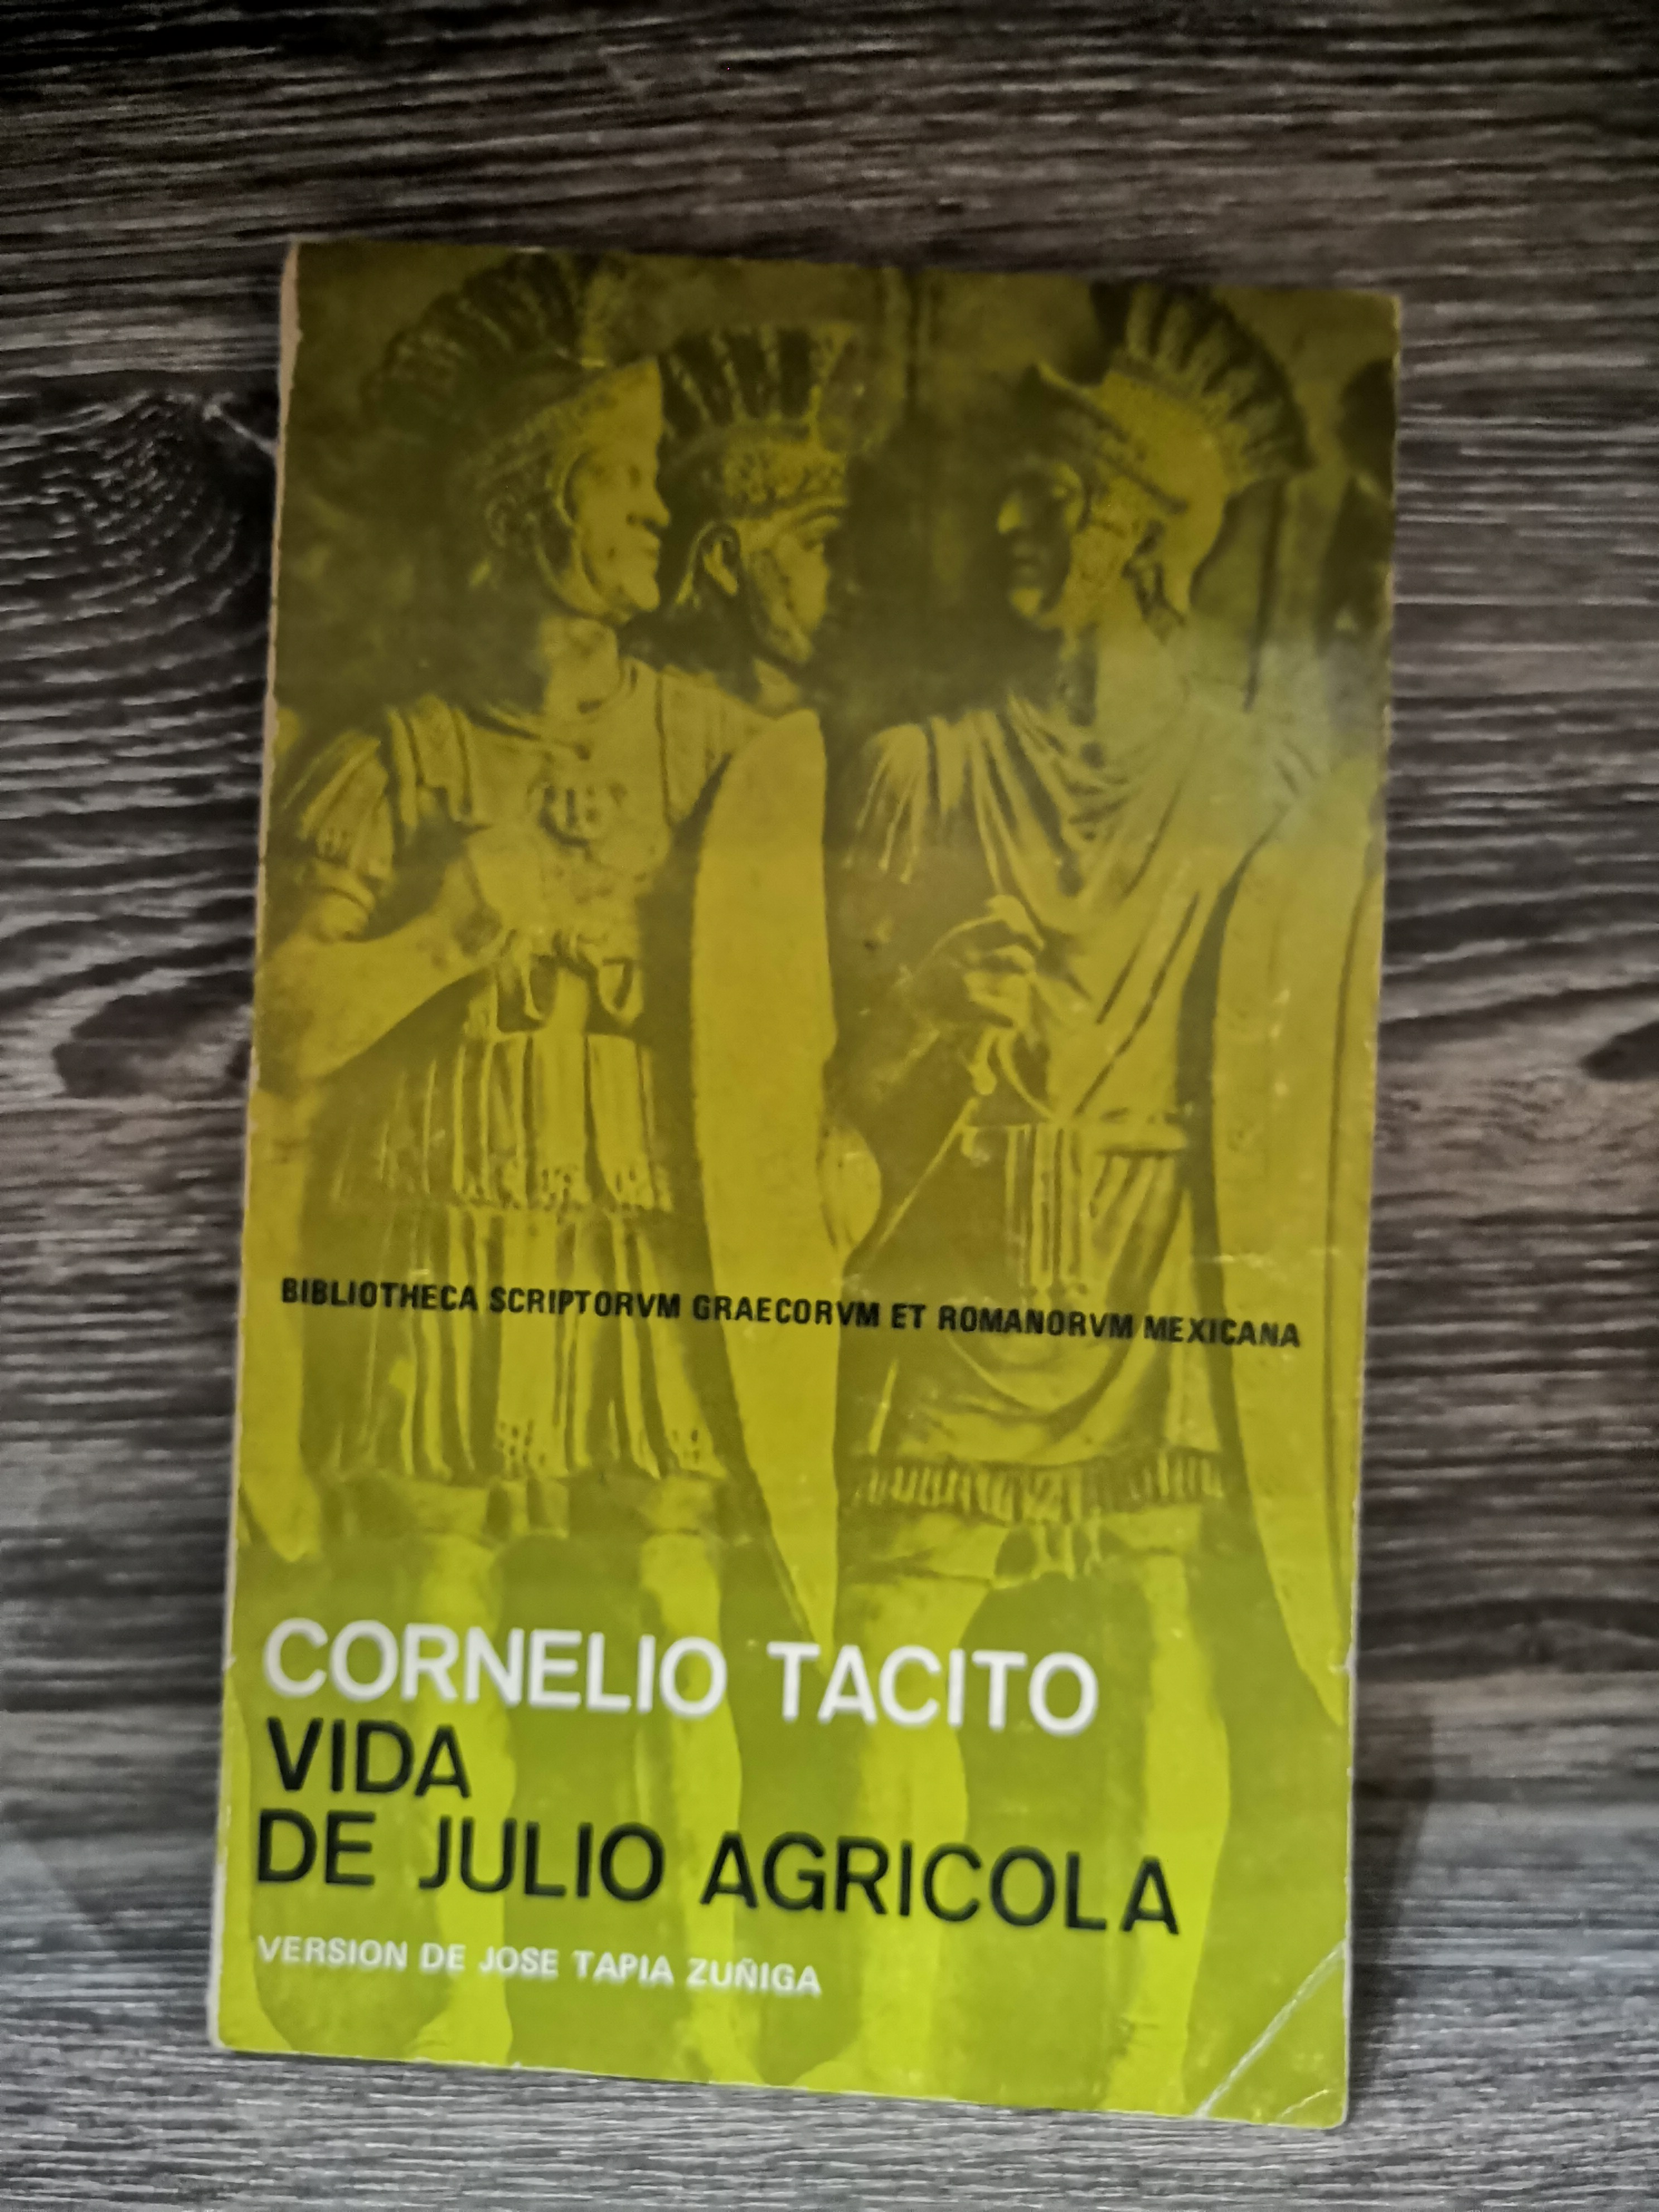 BIBLIOTHECA SCRIPTORVM GRAECORVM ET ROMANORVM MEXICANA
CORNELIO TACITO
VIDA
DE JULIO AGRICOLA
VERSION DE JOSE TAPIA ZUÑIGA